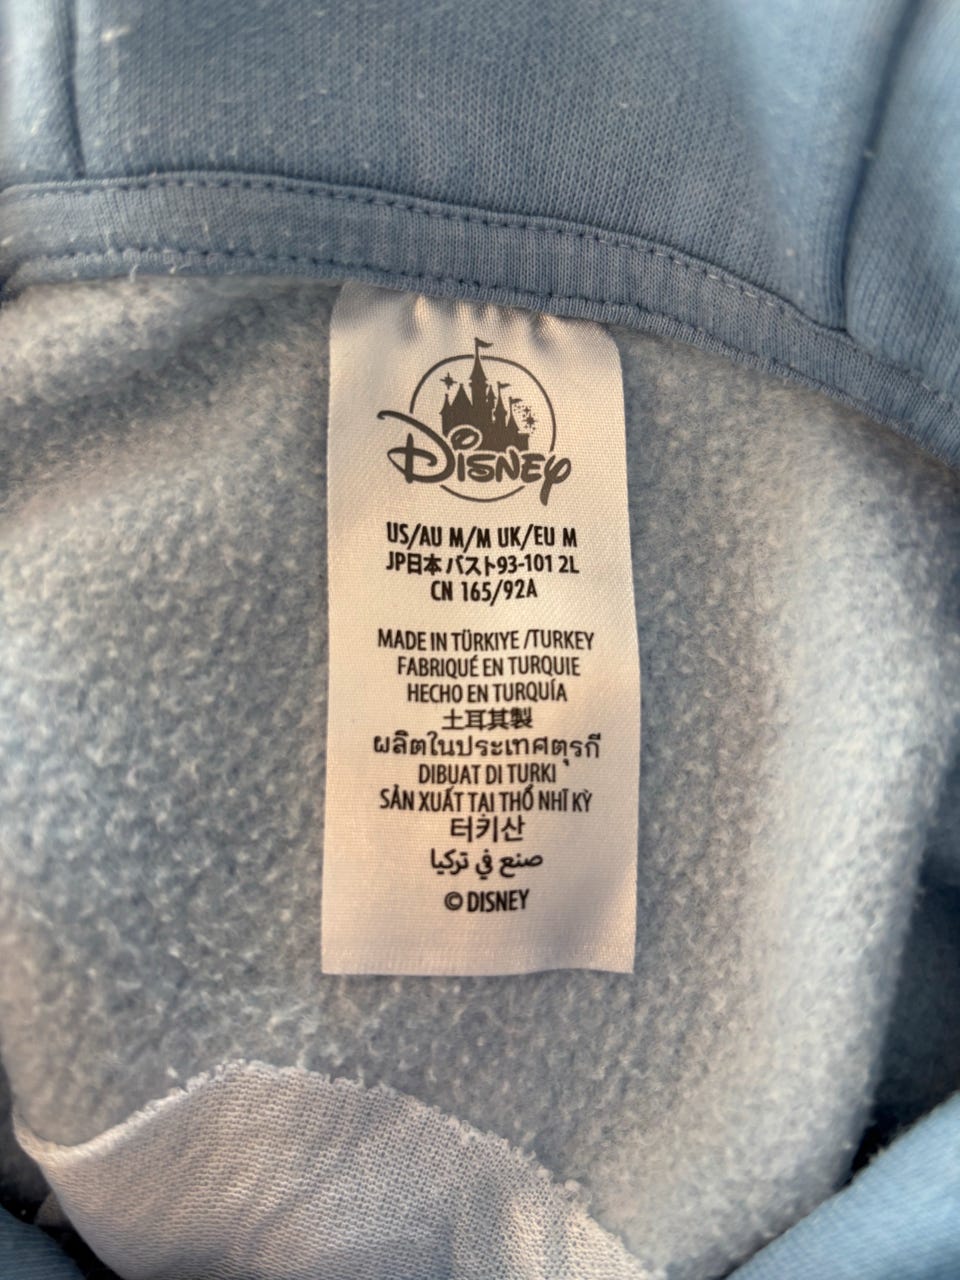 DISNEY
US/AU M/M UK/EU M
JP日本 バスト93-101 2L
CN 165/92A
MADE IN TÜRKIYE /TURKEY
FABRIQUÉ EN TURQUIE
HECHO EN TURQUÍA
土耳其製
ผลิตในประเทศตุรกี
DIBUAT DI TURKI
SẢN XUẤT TẠI THỔ NHĨ KỲ
터키산
صنع في تركيا
© DISNEY